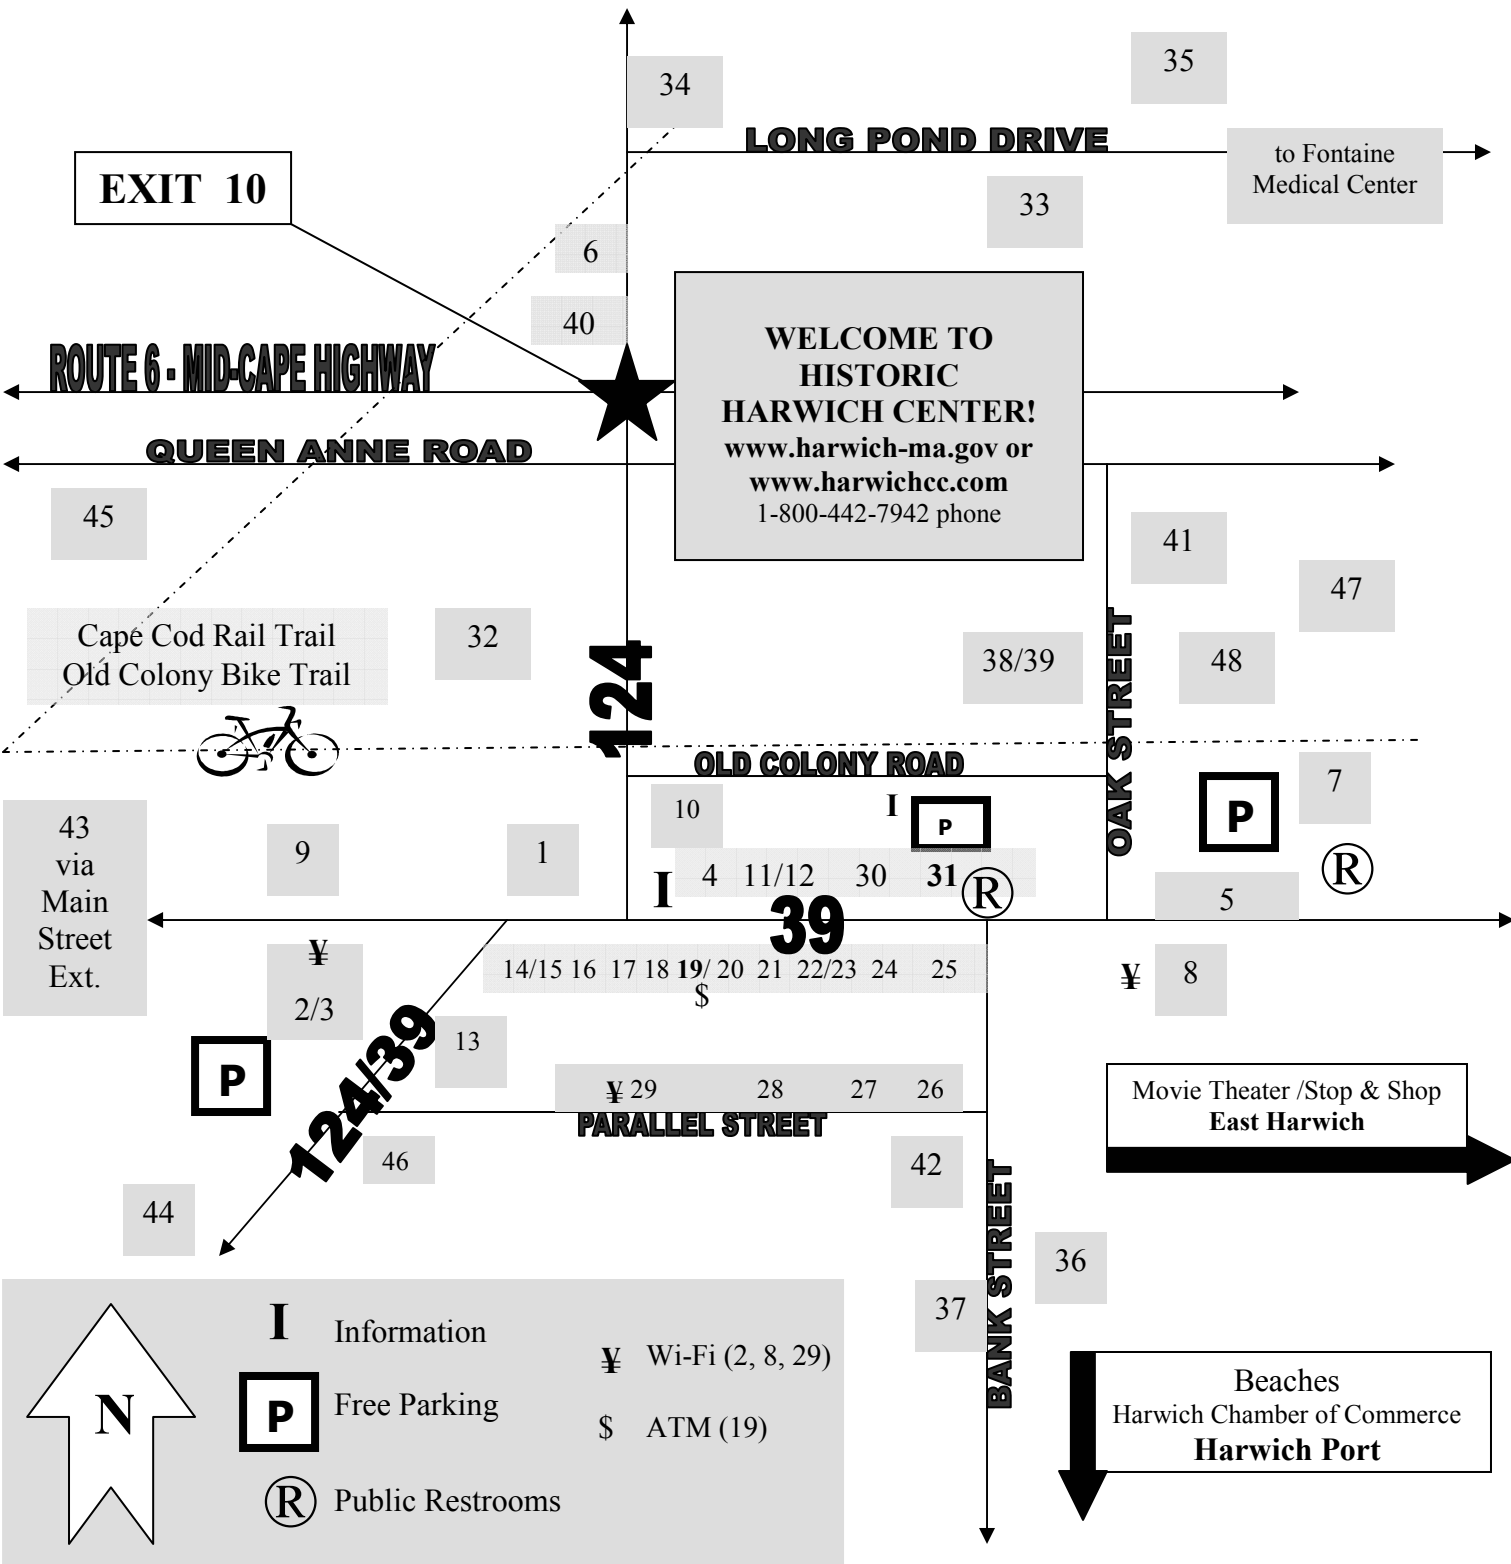 34
35
LONG POND DRIVE
to Fontaine
Medical Center
EXIT 10
33
6
40
ROUTE 6 - MID-CAPE HIGHWAY
WELCOME TO
HISTORIC
HARWICH CENTER!
www.harwich-ma.gov or
www.harwichcc.com
1-800-442-7942 phone
QUEEN ANNE ROAD
45
41
47
Cape Cod Rail Trail
Old Colony Bike Trail
32
124
38/39
OAK STREET
48
OLD COLONY ROAD
10
I
P
P
7
43
via
Main
Street
Ext.
9
1
I
4 11/12 30 31
R
R
5
39
¥
2/3
14/15 16 17 18 19/ 20 21 22/23 24 25
$
¥
8
124/39
13
P
¥ 29 28 27 26
PARALLEL STREET
Movie Theater /Stop & Shop
East Harwich
46
42
44
BANK STREET
36
37
N
I Information
P Free Parking
R Public Restrooms
¥ Wi-Fi (2, 8, 29)
$ ATM (19)
Beaches
Harwich Chamber of Commerce
Harwich Port